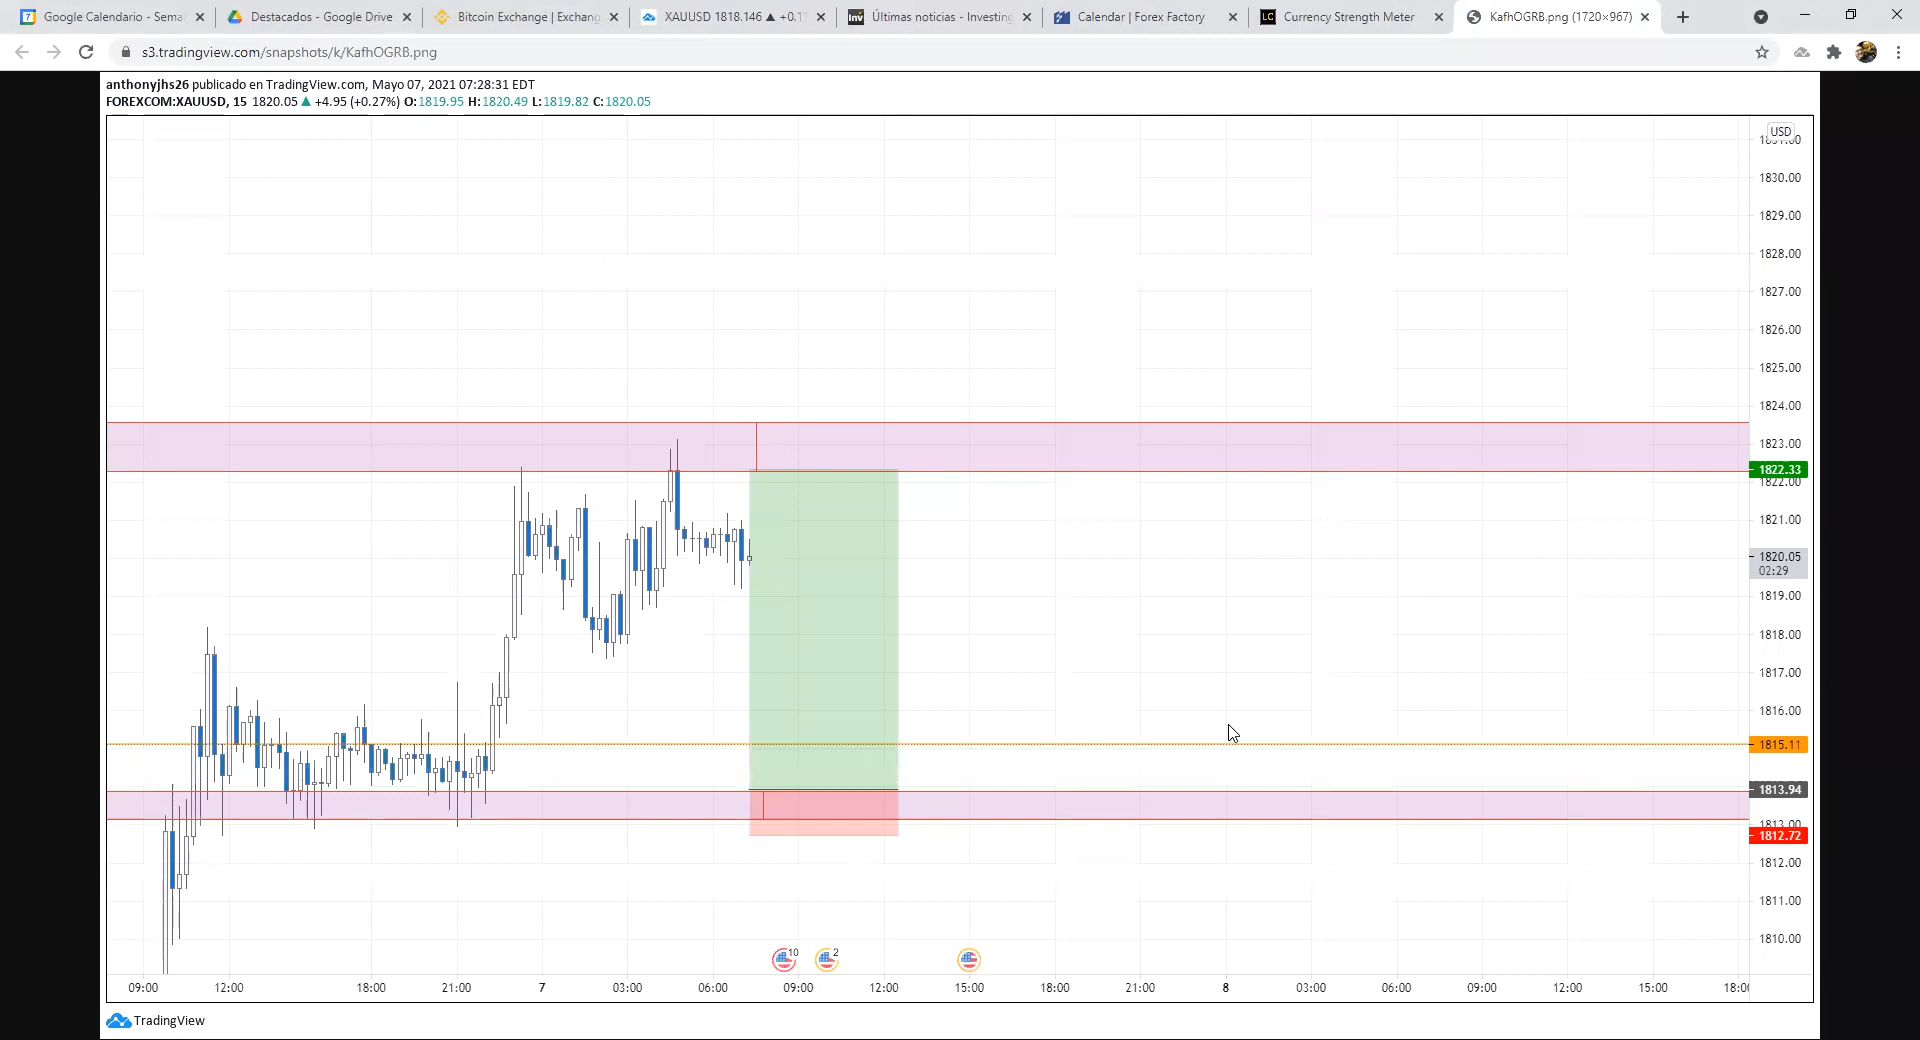 Google Calendario - Sema
Destacados - Google Drive
Bitcoin Exchange | Exchang
XAUUSD 1818.146 ▲ +0.1
Últimas noticias - Investing
Calendar | Forex Factory
Currency Strength Meter
KafhOGRB.png (1720×967)
s3.tradingview.com/snapshots/k/KafhOGRB.png
anthonyjhs26 publicado en TradingView.com, Mayo 07, 2021 07:28:31 EDT
FOREXCOM:XAUUSD, 15 1820.05 ▲ +4.95 (+0.27%) O:1819.95 H:1820.49 L:1819.82 C:1820.05
USD
1830.00
1829.00
1828.00
1827.00
1826.00
1825.00
1824.00
1823.00
1822.33
1822.00
1821.00
1820.05
02:29
1819.00
1818.00
1817.00
1816.00
1815.11
1813.94
1813.00
1812.72
1812.00
1811.00
1810.00
10 2
09:00 12:00 18:00 21:00 7 03:00 06:00 09:00 12:00 15:00 18:00 21:00 8 03:00 06:00 09:00 12:00 15:00 18:00
TradingView